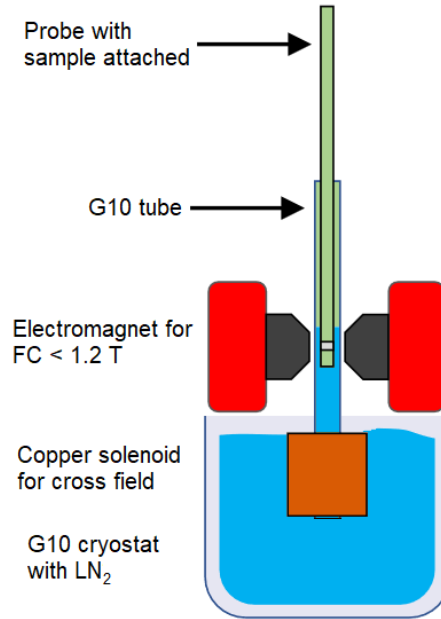 Probe with
sample attached
G10 tube
Electromagnet for
FC < 1.2 T
Copper solenoid
for cross field
G10 cryostat
with LN₂